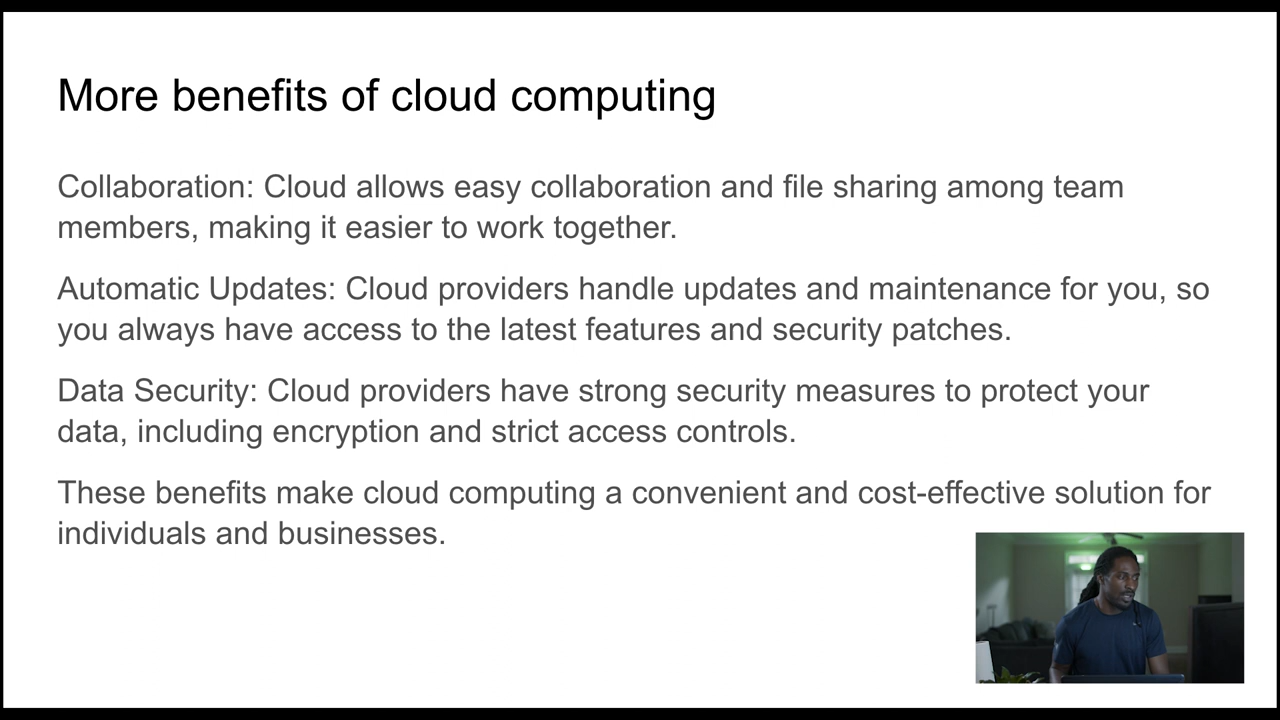 More benefits of cloud computing
Collaboration: Cloud allows easy collaboration and file sharing among team
members, making it easier to work together.
Automatic Updates: Cloud providers handle updates and maintenance for you, so
you always have access to the latest features and security patches.
Data Security: Cloud providers have strong security measures to protect your
data, including encryption and strict access controls.
These benefits make cloud computing a convenient and cost-effective solution for
individuals and businesses.